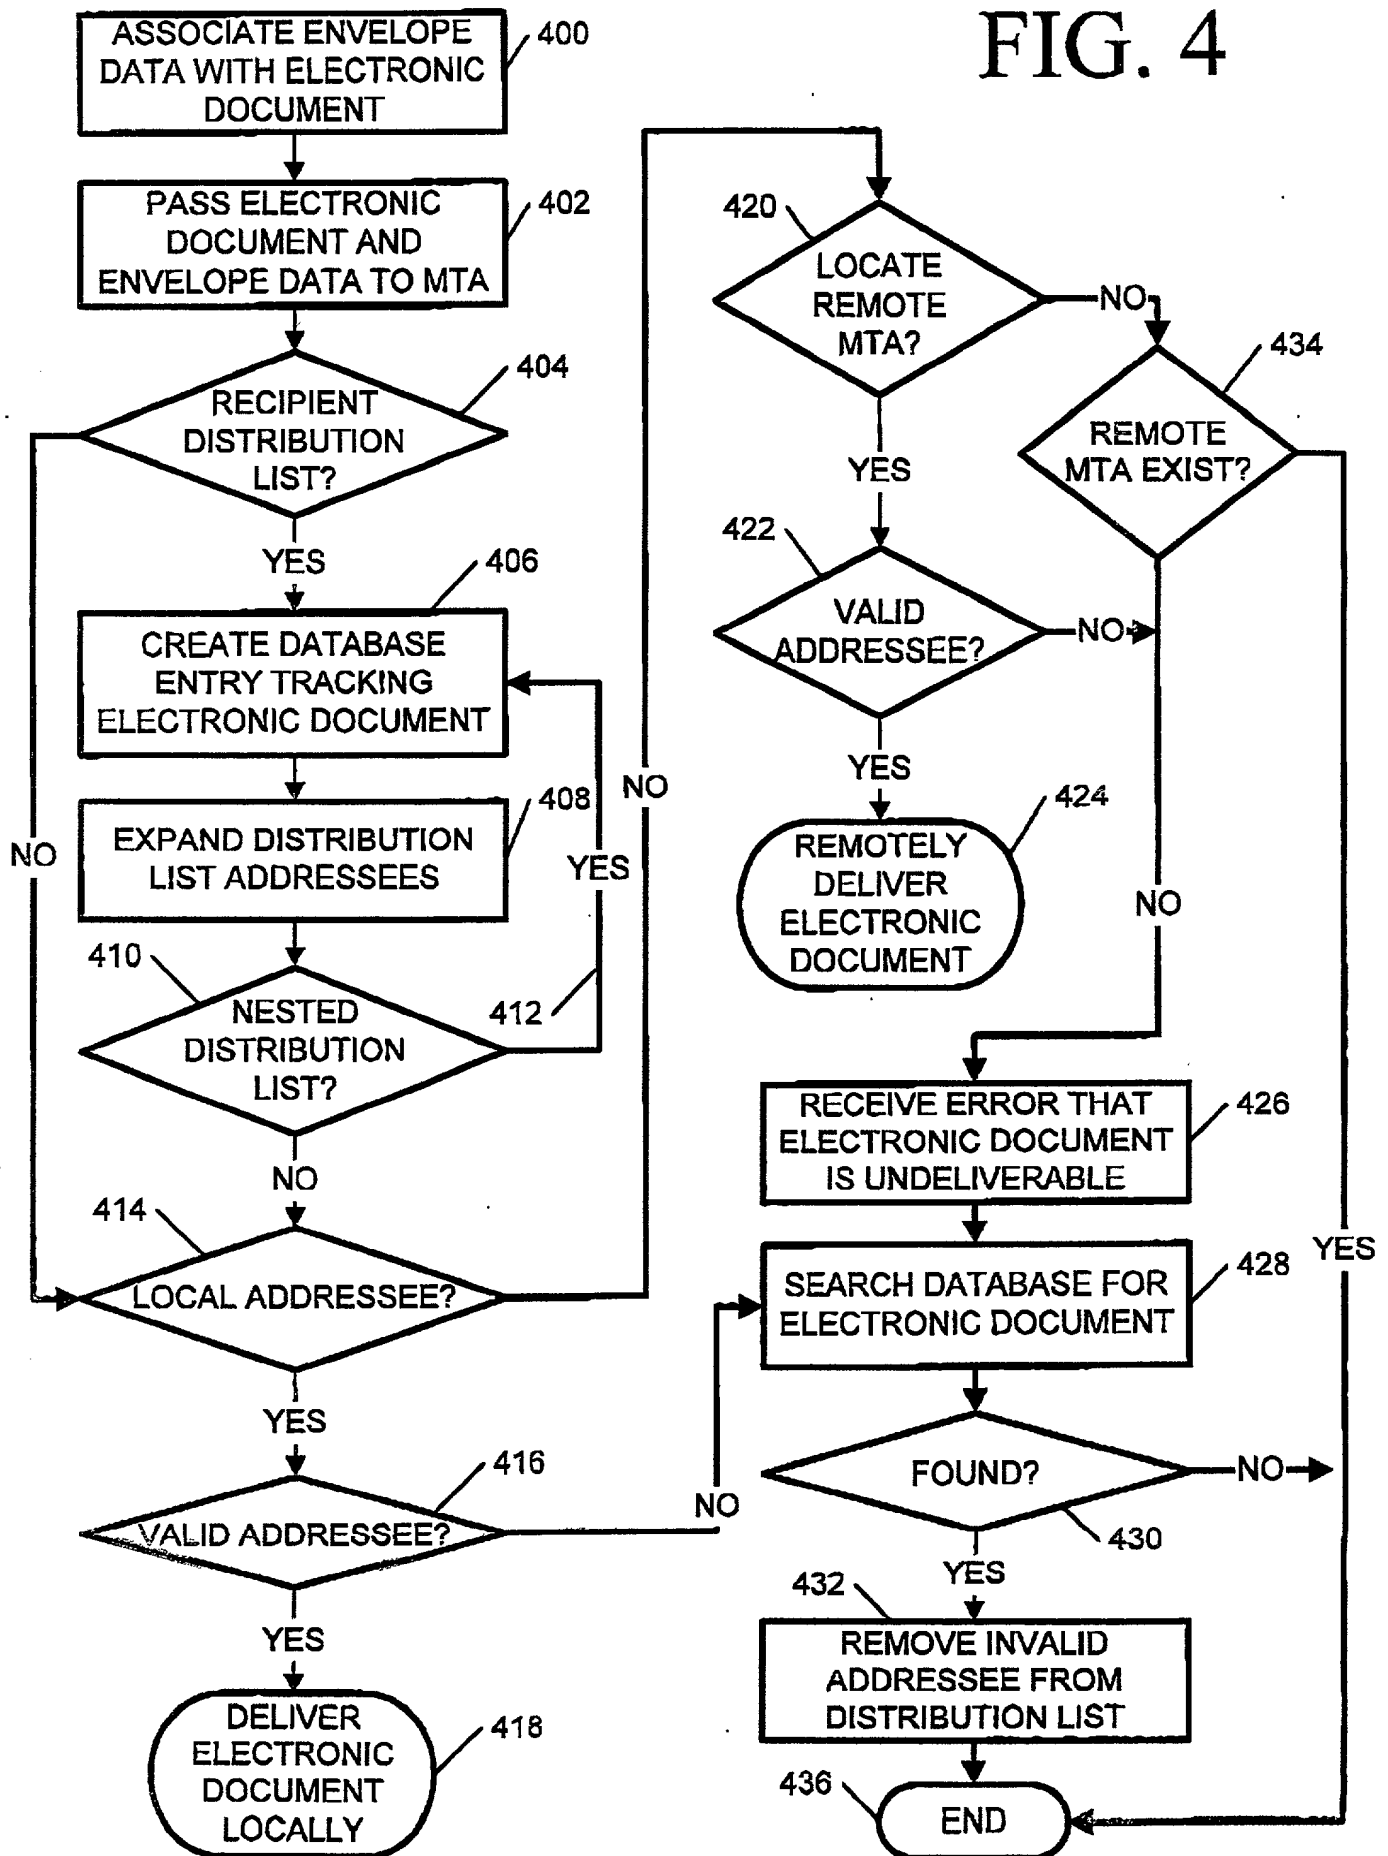 FIG. 4
ASSOCIATE ENVELOPE
DATA WITH ELECTRONIC
DOCUMENT
400
PASS ELECTRONIC
DOCUMENT AND
ENVELOPE DATA TO MTA
402
RECIPIENT
DISTRIBUTION
LIST?
404
YES
NO
CREATE DATABASE
ENTRY TRACKING
ELECTRONIC DOCUMENT
406
EXPAND DISTRIBUTION
LIST ADDRESSEES
408
YES
410
NESTED
DISTRIBUTION
LIST?
412
NO
414
LOCAL ADDRESSEE?
NO
YES
416
VALID ADDRESSEE?
NO
YES
DELIVER
ELECTRONIC
DOCUMENT
LOCALLY
418
420
LOCATE
REMOTE
MTA?
NO
YES
434
REMOTE
MTA EXIST?
422
VALID
ADDRESSEE?
NO
YES
424
REMOTELY
DELIVER
ELECTRONIC
DOCUMENT
NO
YES
RECEIVE ERROR THAT
ELECTRONIC DOCUMENT
IS UNDELIVERABLE
426
SEARCH DATABASE FOR
ELECTRONIC DOCUMENT
428
FOUND?
NO
430
YES
432
REMOVE INVALID
ADDRESSEE FROM
DISTRIBUTION LIST
436
END